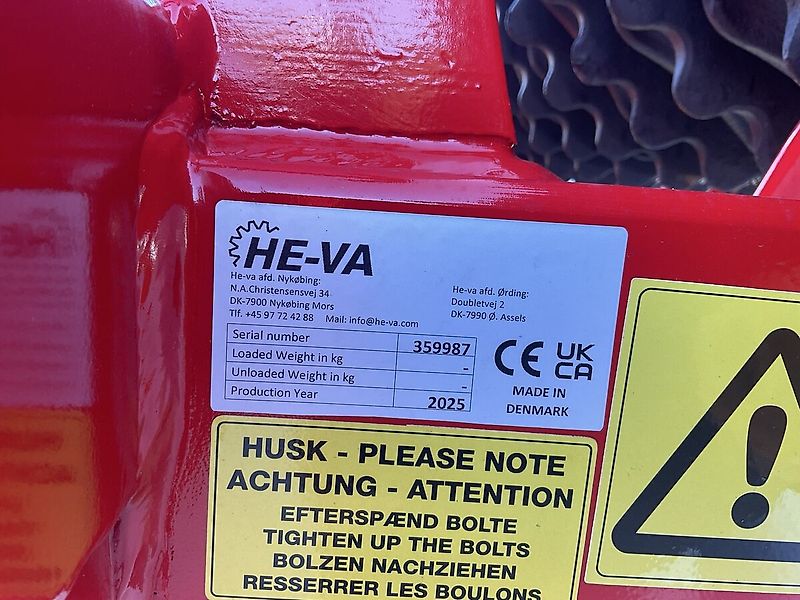 HE-VA
He-va afd. Nykøbing:
N.A.Christensensvej 34
DK-7900 Nykøbing Mors
Tlf. +45 97 72 42 88 Mail: info@he-va.com
He-va afd. Ørding:
Doubletvej 2
DK-7990 Ø. Assels
Serial number 359987
Loaded Weight in kg -
Unloaded Weight in kg -
Production Year 2025
CE UK
CA
MADE IN
DENMARK
HUSK - PLEASE NOTE
ACHTUNG - ATTENTION
EFTERSPÆND BOLTE
TIGHTEN UP THE BOLTS
BOLZEN NACHZIEHEN
RESSERRER LES BOULONS
!